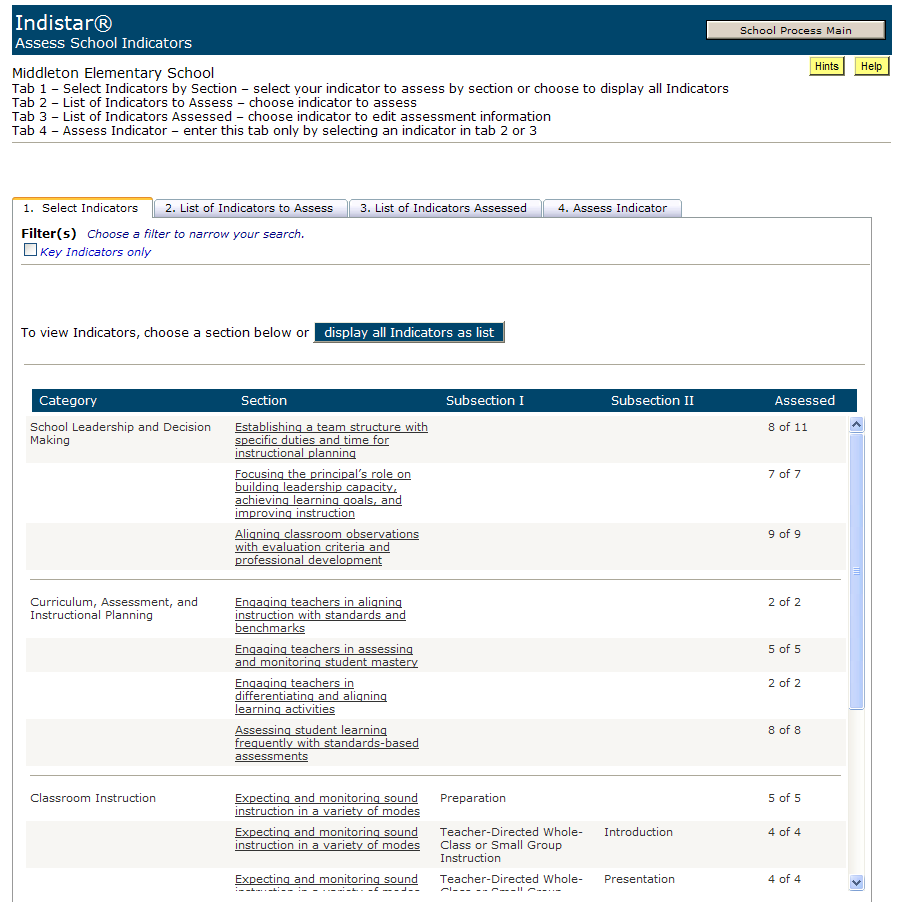 Indistar®
Assess School Indicators
School Process Main
Hints
Help
Middleton Elementary School
Tab 1 – Select Indicators by Section – select your indicator to assess by section or choose to display all Indicators
Tab 2 – List of Indicators to Assess – choose indicator to assess
Tab 3 – List of Indicators Assessed – choose indicator to edit assessment information
Tab 4 – Assess Indicator – enter this tab only by selecting an indicator in tab 2 or 3
1. Select Indicators
2. List of Indicators to Assess
3. List of Indicators Assessed
4. Assess Indicator
Filter(s) Choose a filter to narrow your search.
Key Indicators only
To view Indicators, choose a section below or display all Indicators as list
Category Section Subsection I Subsection II Assessed
School Leadership and Decision Establishing a team structure with 8 of 11
Making specific duties and time for
instructional planning
Focusing the principal's role on 7 of 7
building leadership capacity,
achieving learning goals, and
improving instruction
Aligning classroom observations 9 of 9
with evaluation criteria and
professional development
Curriculum, Assessment, and Engaging teachers in aligning 2 of 2
Instructional Planning instruction with standards and
benchmarks
Engaging teachers in assessing 5 of 5
and monitoring student mastery
Engaging teachers in 2 of 2
differentiating and aligning
learning activities
Assessing student learning 8 of 8
frequently with standards-based
assessments
Classroom Instruction Expecting and monitoring sound Preparation 5 of 5
instruction in a variety of modes
Expecting and monitoring sound Teacher-Directed Whole- Introduction 4 of 4
instruction in a variety of modes Class or Small Group
Instruction
Expecting and monitoring sound Teacher-Directed Whole- Presentation 4 of 4
instruction in a variety of modes Class or Small Group